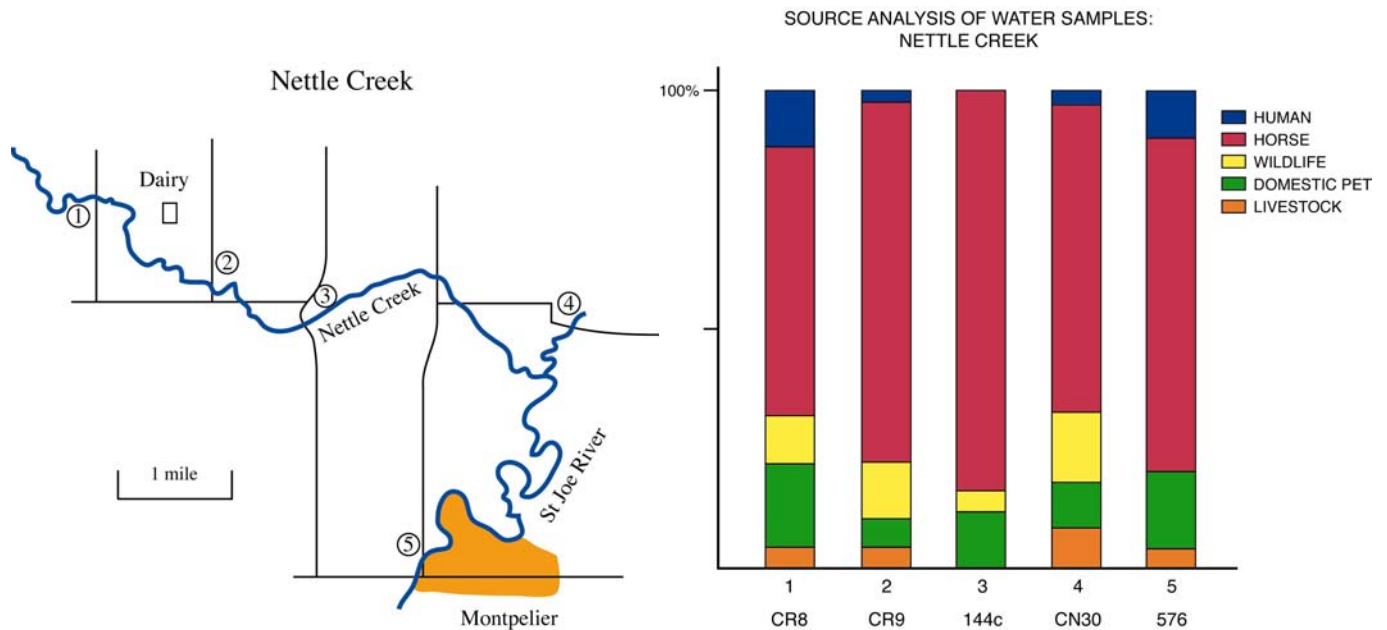 Nettle Creek
Dairy
1
2
3
Nettle Creek
4
1 mile
St Joe River
5
Montpelier
SOURCE ANALYSIS OF WATER SAMPLES:
NETTLE CREEK
100%
HUMAN
HORSE
WILDLIFE
DOMESTIC PET
LIVESTOCK
1 2 3 4 5
CR8 CR9 144c CN30 576